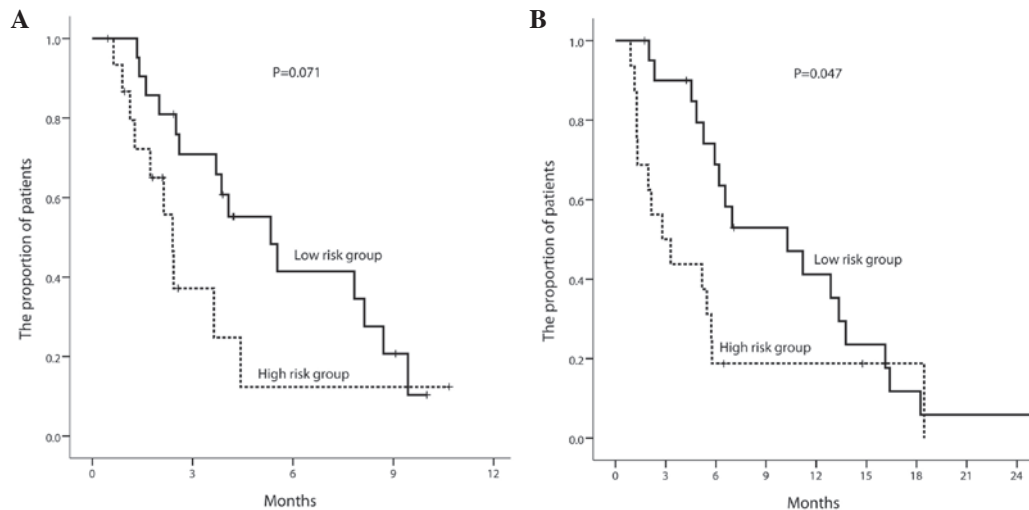 A
P=0.071
1.0
0.8
0.6
0.4
0.2
0.0
The proportion of patients
Low risk group
High risk group
0 3 6 9 12
Months
B
P=0.047
1.0
0.8
0.6
0.4
0.2
0.0
The proportion of patients
Low risk group
High risk group
0 3 6 9 12 15 18 21 24
Months